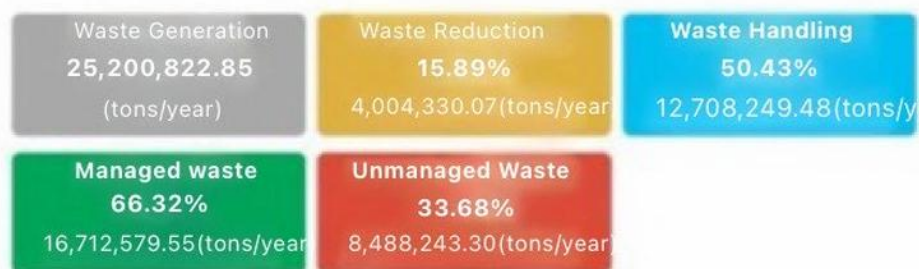 Waste Generation
25,200,822.85
(tons/year)
Waste Reduction
15.89%
4,004,330.07(tons/year
Waste Handling
50.43%
12,708,249.48(tons/y
Managed waste
66.32%
16,712,579.55(tons/year
Unmanaged Waste
33.68%
8,488,243.30(tons/year)